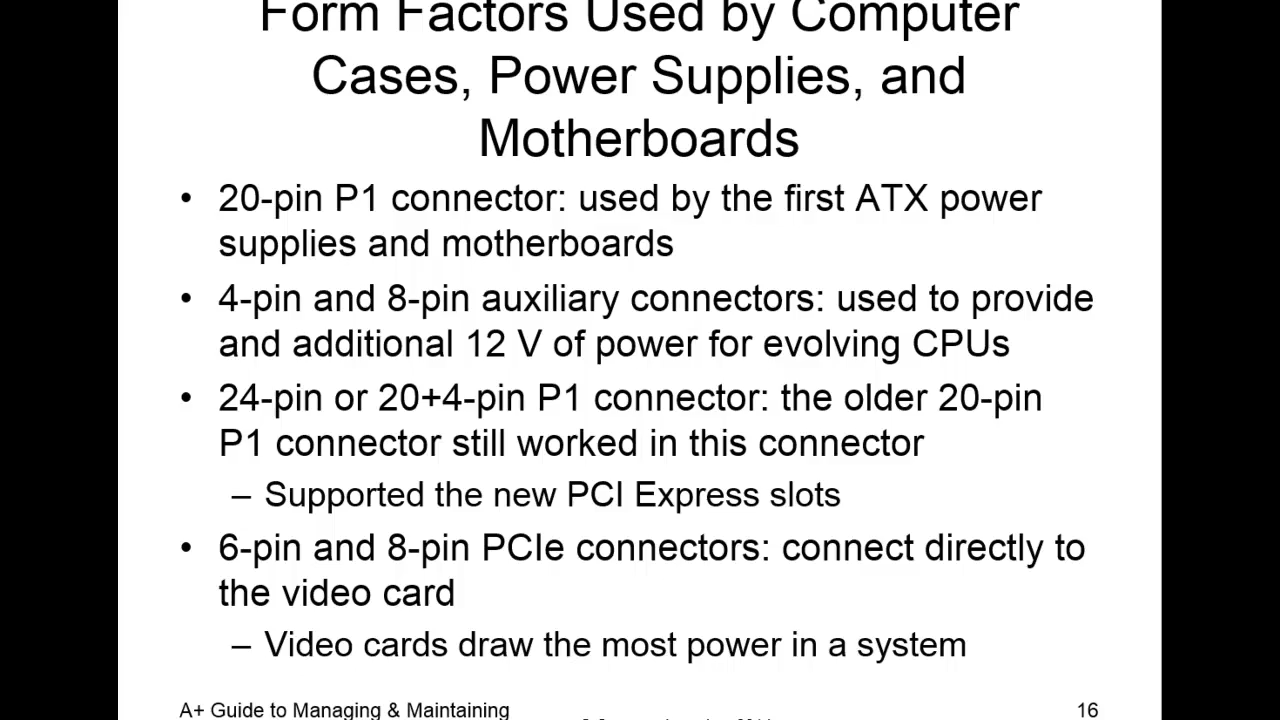 Form Factors Used by Computer
Cases, Power Supplies, and
Motherboards
• 20-pin P1 connector: used by the first ATX power
supplies and motherboards
• 4-pin and 8-pin auxiliary connectors: used to provide
and additional 12 V of power for evolving CPUs
• 24-pin or 20+4-pin P1 connector: the older 20-pin
P1 connector still worked in this connector
– Supported the new PCI Express slots
• 6-pin and 8-pin PCIe connectors: connect directly to
the video card
– Video cards draw the most power in a system
A+ Guide to Managing & Maintaining
16